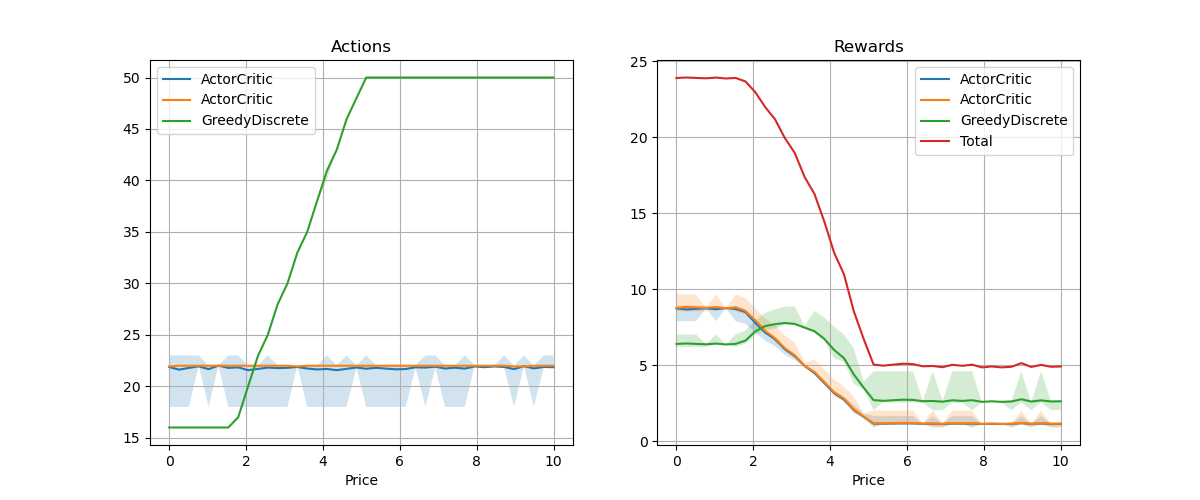 Actions
ActorCritic
ActorCritic
GreedyDiscrete
50
45
40
35
30
25
20
15
0 2 4 6 8 10
Price
Rewards
ActorCritic
ActorCritic
GreedyDiscrete
Total
25
20
15
10
5
0
0 2 4 6 8 10
Price